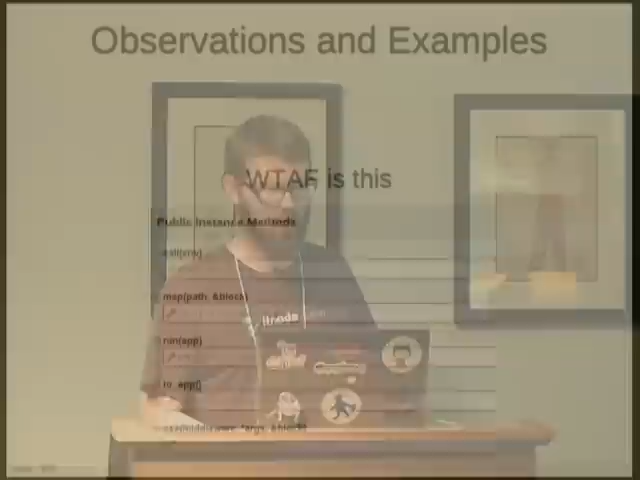 Observations and Examples
WTAF is this
Public Instance Methods
call(env)
map(path, &block)
run(app)
to_app()